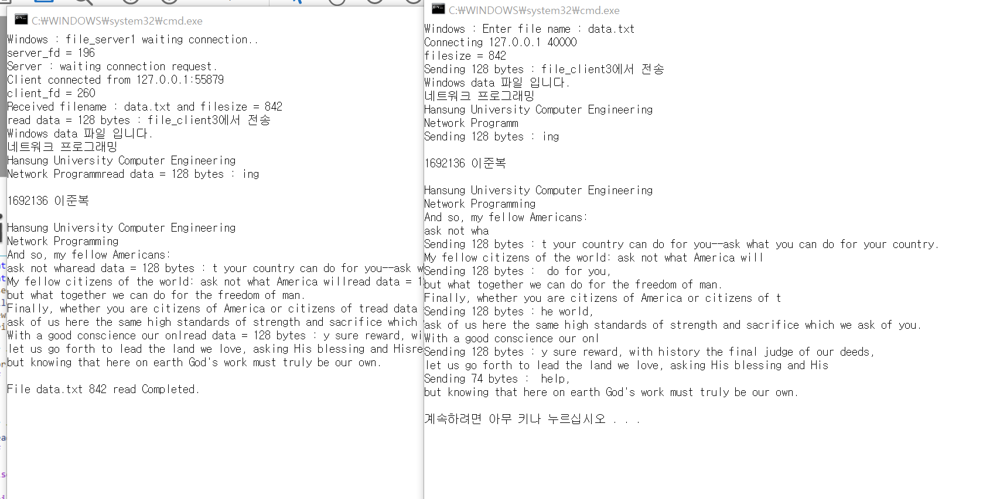 C:₩WINDOWS₩system32₩cmd.exe
Windows : file_server1 waiting connection..
server_fd = 196
Server : waiting connection request.
Client connected from 127.0.0.1:55879
client_fd = 260
Received filename : data.txt and filesize = 842
read data = 128 bytes : file_client3에서 전송
Windows data 파일 입니다.
네트워크 프로그래밍
Hansung University Computer Engineering
Network Programmread data = 128 bytes : ing
1692136 이준복
Hansung University Computer Engineering
Network Programming
And so, my fellow Americans:
ask not wharead data = 128 bytes : t your country can do for you--ask w
My fellow citizens of the world: ask not what America willread data = 1
but what together we can do for the freedom of man.
Finally, whether you are citizens of America or citizens of tread data
ask of us here the same high standards of strength and sacrifice which
With a good conscience our onlread data = 128 bytes : y sure reward, wi
let us go forth to lead the land we love, asking His blessing and Hisre
but knowing that here on earth God's work must truly be our own.
File data.txt 842 read Completed.
C:₩WINDOWS₩system32₩cmd.exe
Windows : Enter file name : data.txt
Connecting 127.0.0.1 40000
filesize = 842
Sending 128 bytes : file_client3에서 전송
Windows data 파일 입니다.
네트워크 프로그래밍
Hansung University Computer Engineering
Network Programm
Sending 128 bytes : ing
1692136 이준복
Hansung University Computer Engineering
Network Programming
And so, my fellow Americans:
ask not wha
Sending 128 bytes : t your country can do for you--ask what you can do for your country.
My fellow citizens of the world: ask not what America will
Sending 128 bytes :  do for you,
but what together we can do for the freedom of man.
Finally, whether you are citizens of America or citizens of t
Sending 128 bytes : he world,
ask of us here the same high standards of strength and sacrifice which we ask of you.
With a good conscience our onl
Sending 128 bytes : y sure reward, with history the final judge of our deeds,
let us go forth to lead the land we love, asking His blessing and His
Sending 74 bytes :  help,
but knowing that here on earth God's work must truly be our own.
계속하려면 아무 키나 누르십시오 . . .